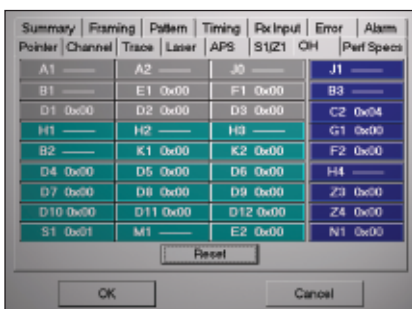 Summary Framing Pattern Timing Rx Input Error Alarm
Pointer Channel Trace Laser APS S1/Z1 OH Perf Specs
A1 —— A2 —— J0 —— J1 ——
B1 —— E1 0x00 F1 0x00 B3 ——
D1 0x00 D2 0x00 D3 0x00 C2 0x04
H1 —— H2 —— H3 —— G1 0x00
B2 —— K1 0x00 K2 0x00 F2 0x00
D4 0x00 D5 0x00 D6 0x00 H4 ——
D7 0x00 D8 0x00 D9 0x00 Z3 0x00
D10 0x00 D11 0x00 D12 0x00 Z4 0x00
S1 0x01 M1 —— E2 0x00 N1 0x00
Reset
OK Cancel